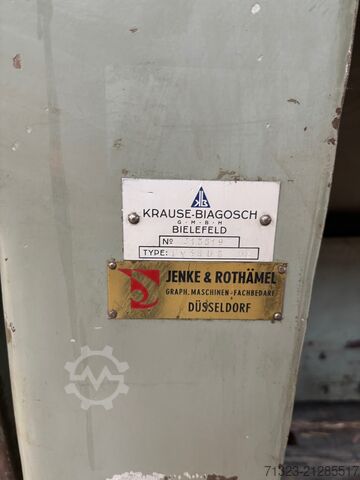 KRAUSE-BIAGOSCH
G·M·B·H
BIELEFELD
Nº
TYPE:
JENKE & ROTHÄMEL
GRAPH. MASCHINEN-FACHBEDARF
DÜSSELDORF
71323-21285517